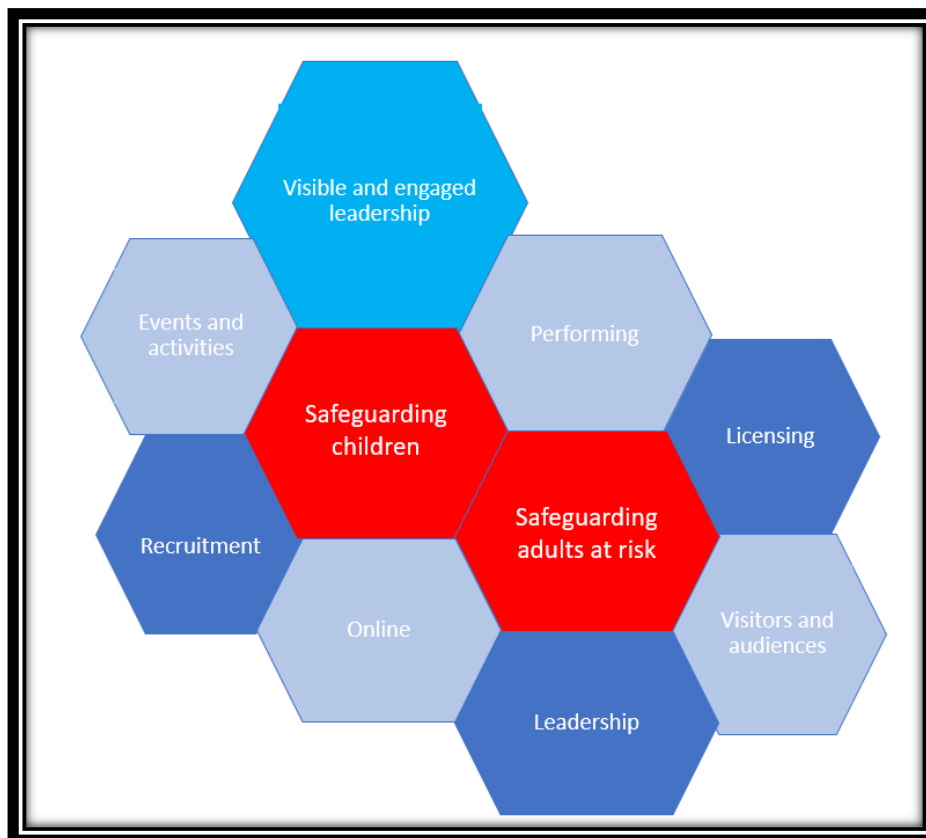 Visible and engaged
leadership
Events and
activities
Performing
Safeguarding
children
Licensing
Recruitment
Safeguarding
adults at risk
Online
Visitors and
audiences
Leadership